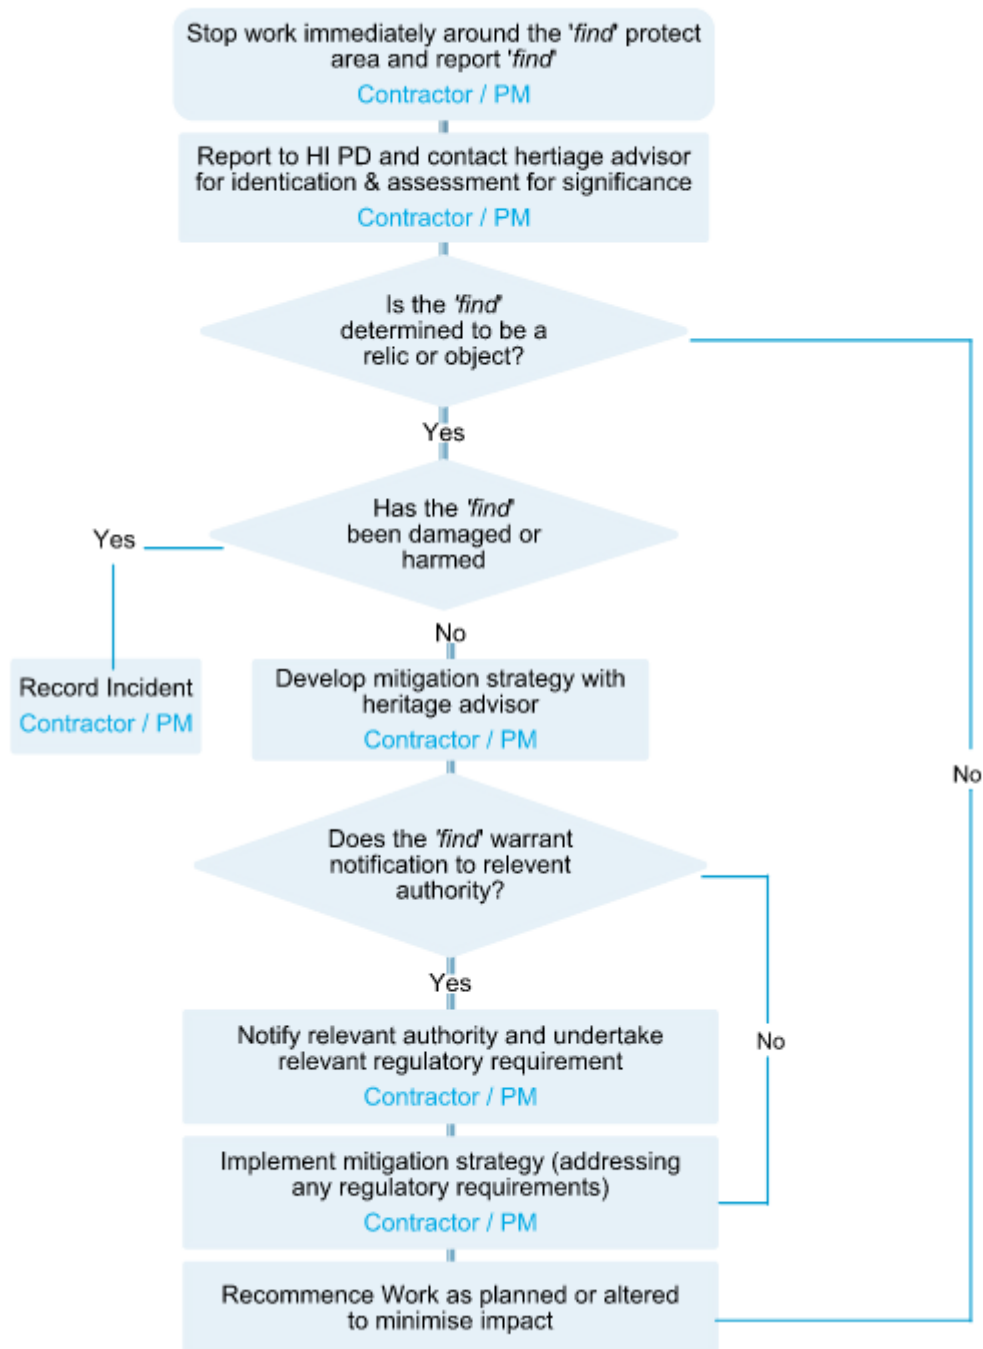 Stop work immediately around the 'find' protect
area and report 'find'
Contractor / PM
Report to HI PD and contact hertiage advisor
for identication & assessment for significance
Contractor / PM
Is the 'find'
determined to be a
relic or object?
Yes
Has the 'find'
been damaged or
harmed
Yes
No
Record Incident
Contractor / PM
Develop mitigation strategy with
heritage advisor
Contractor / PM
No
Does the 'find' warrant
notification to relevent
authority?
Yes
No
Notify relevant authority and undertake
relevant regulatory requirement
Contractor / PM
Implement mitigation strategy (addressing
any regulatory requirements)
Contractor / PM
Recommence Work as planned or altered
to minimise impact